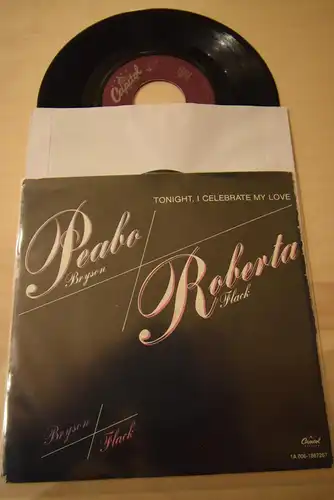 Capitol
TONIGHT, I CELEBRATE MY LOVE
Peabo
Bryson
Roberta
Flack
Bryson
Flack
Capitol